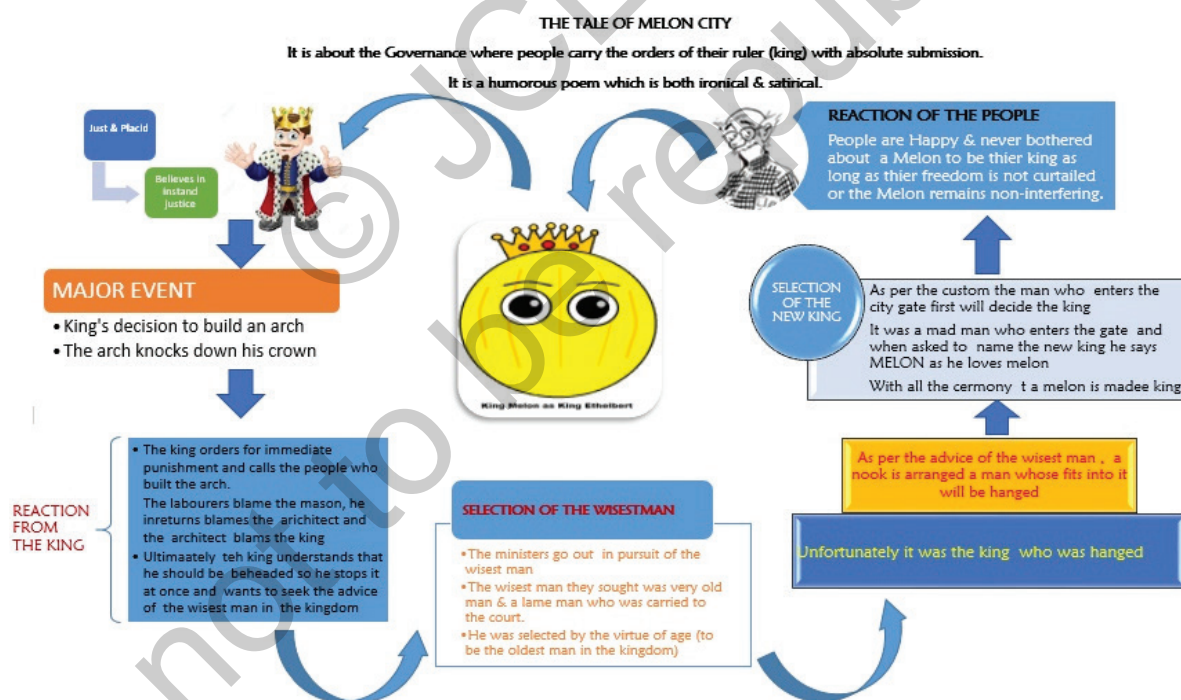 THE TALE OF MELON CITY
It is about the Governance where people carry the orders of their ruler (king) with absolute submission.
It is a humorous poem which is both ironical & satirical.
Just & Placid
Believes in
instand
justice
MAJOR EVENT
• King's decision to build an arch
• The arch knocks down his crown
REACTION
FROM
THE KING
• The king orders for immediate
punishment and calls the people who
built the arch.
The labourers blame the mason, he
inreturns blames the arichitect and
the architect blams the king
• Ultimaately teh king understands that
he should be beheaded so he stops it
at once and wants to seek the advice
of the wisest man in the kingdom
King Melon as King Ethelbert
SELECTION OF THE WISESTMAN
•The ministers go out in pursuit of the
wisest man
•The wisest man they sought was very old
man & a lame man who was carried to
the court.
•He was selected by the virtue of age (to
be the oldest man in the kingdom)
As per the advice of the wisest man , a
nook is arranged a man whose fits into it
will be hanged
Unfortunately it was the king who was hanged
SELECTION
OF THE
NEW KING
As per the custom the man who enters the
city gate first will decide the king
It was a mad man who enters the gate and
when asked to name the new king he says
MELON as he loves melon
With all the cermony t a melon is madee king
REACTION OF THE PEOPLE
People are Happy & never bothered
about a Melon to be thier king as
long as thier freedom is not curtailed
or the Melon remains non-interfering.
not to be repub